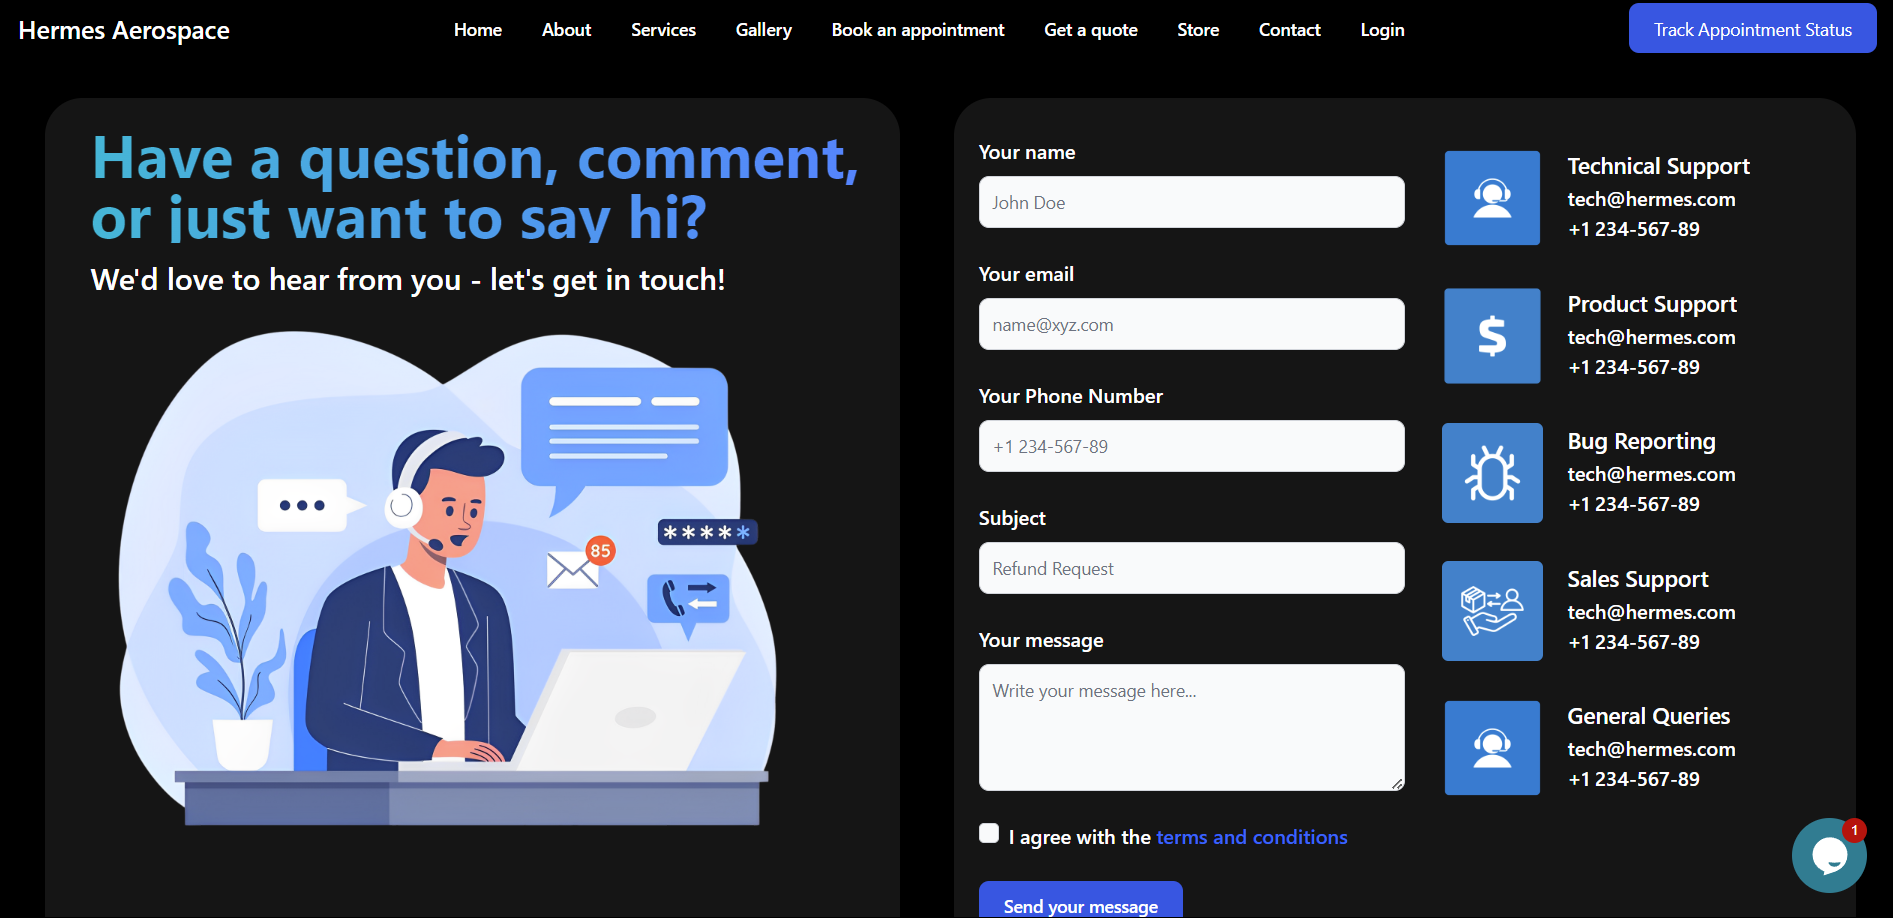 Hermes Aerospace
Home
About
Services
Gallery
Book an appointment
Get a quote
Store
Contact
Login
Track Appointment Status
Have a question, comment,
or just want to say hi?
We'd love to hear from you - let's get in touch!
85
*****
Your name
John Doe
Your email
name@xyz.com
Your Phone Number
+1 234-567-89
Subject
Refund Request
Your message
Write your message here...
I agree with the terms and conditions
Send your message
Technical Support
tech@hermes.com
+1 234-567-89
$
Product Support
tech@hermes.com
+1 234-567-89
Bug Reporting
tech@hermes.com
+1 234-567-89
Sales Support
tech@hermes.com
+1 234-567-89
General Queries
tech@hermes.com
+1 234-567-89
1